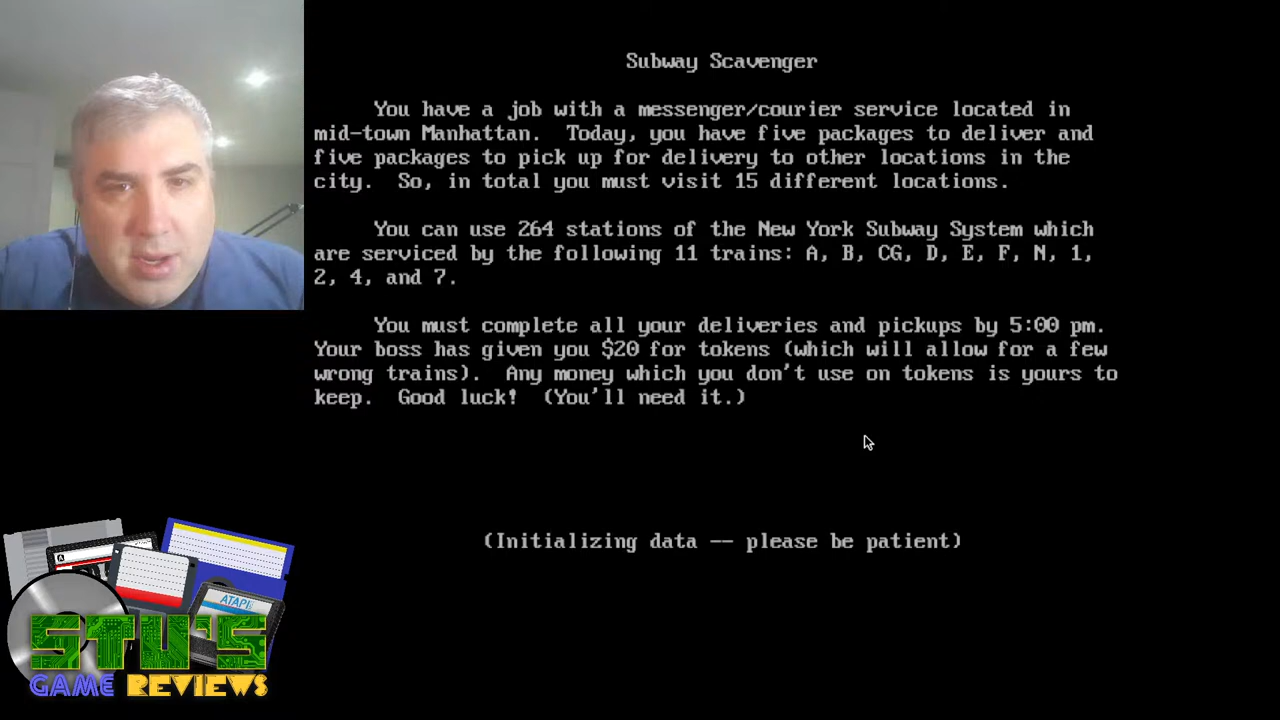 Subway Scavenger
You have a job with a messenger/courier service located in
mid-town Manhattan. Today, you have five packages to deliver and
five packages to pick up for delivery to other locations in the
city. So, in total you must visit 15 different locations.
You can use 264 stations of the New York Subway System which
are serviced by the following 11 trains: A, B, CG, D, E, F, N, 1,
2, 4, and 7.
You must complete all your deliveries and pickups by 5:00 pm.
Your boss has given you $20 for tokens (which will allow for a few
wrong trains). Any money which you don't use on tokens is yours to
keep. Good luck! (You'll need it.)
(Initializing data -- please be patient)
A
ATAPI
STU'S
GAME REVIEWS